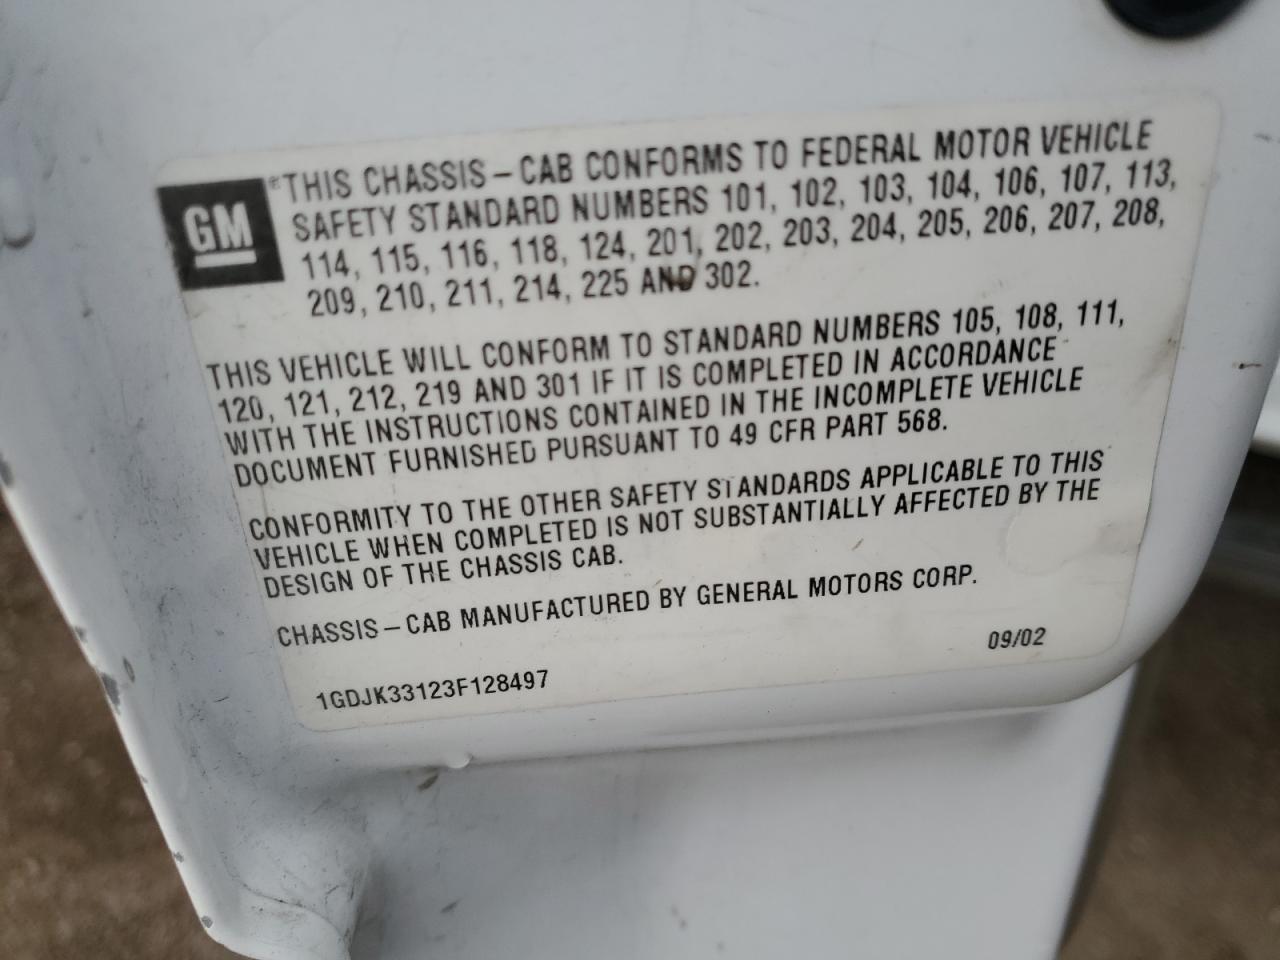 GM
® THIS CHASSIS – CAB CONFORMS TO FEDERAL MOTOR VEHICLE
SAFETY STANDARD NUMBERS 101, 102, 103, 104, 106, 107, 113,
114, 115, 116, 118, 124, 201, 202, 203, 204, 205, 206, 207, 208,
209, 210, 211, 214, 225 AND 302.
THIS VEHICLE WILL CONFORM TO STANDARD NUMBERS 105, 108, 111,
120, 121, 212, 219 AND 301 IF IT IS COMPLETED IN ACCORDANCE
WITH THE INSTRUCTIONS CONTAINED IN THE INCOMPLETE VEHICLE
DOCUMENT FURNISHED PURSUANT TO 49 CFR PART 568.
CONFORMITY TO THE OTHER SAFETY STANDARDS APPLICABLE TO THIS
VEHICLE WHEN COMPLETED IS NOT SUBSTANTIALLY AFFECTED BY THE
DESIGN OF THE CHASSIS CAB.
CHASSIS – CAB MANUFACTURED BY GENERAL MOTORS CORP.
09/02
1GDJK33123F128497